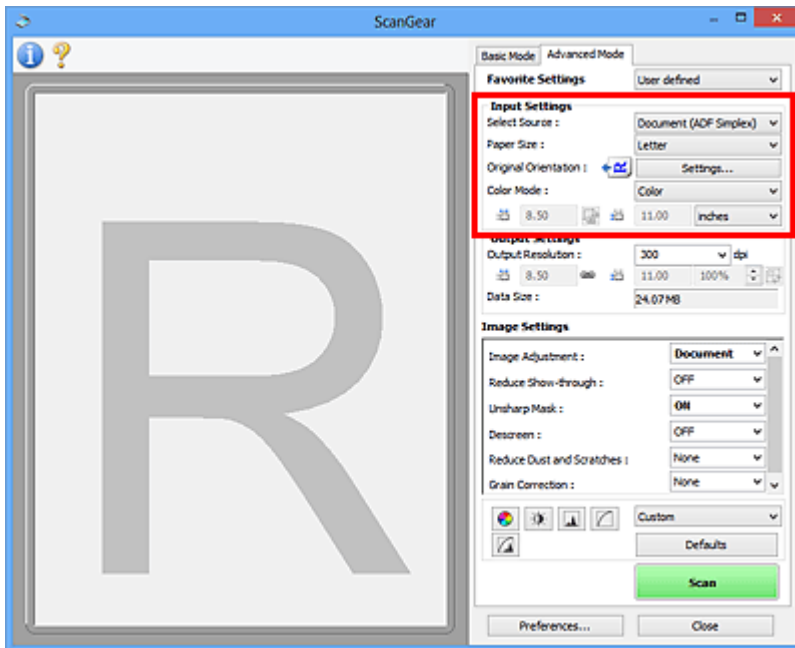 ScanGear
Basic Mode Advanced Mode
Favorite Settings User defined
Input Settings
Select Source : Document (ADF Simplex)
Paper Size : Letter
Original Orientation : R Settings...
Color Mode : Color
8.50 11.00 inches
Output Settings
Output Resolution : 300 dpi
8.50 11.00 100%
Data Size : 24.07 MB
Image Settings
Image Adjustment : Document
Reduce Show-through : OFF
Unsharp Mask : ON
Descreen : OFF
Reduce Dust and Scratches : None
Grain Correction : None
Custom
Defaults
Scan
Preferences... Close
R